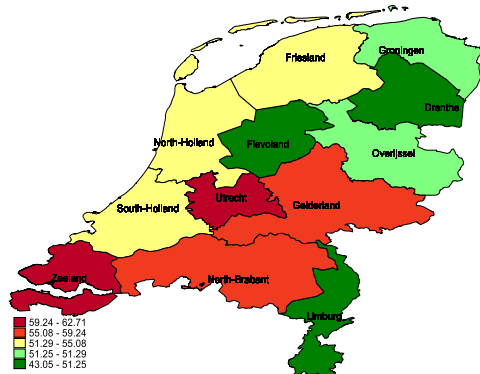 Groningen
Friesland
Drenthe
North-Holland
Flevoland
Overijssel
Utrecht
South-Holland
Gelderland
Zeeland
North-Brabant
Limburg
59.24 - 62.71
55.08 - 59.24
51.29 - 55.08
51.25 - 51.29
43.05 - 51.25